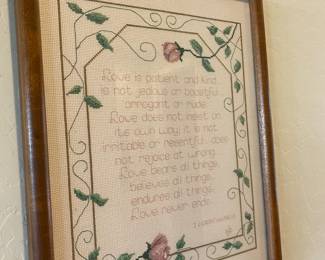 Love is patient and kind
is not jealous or boastful
arrogant or rude.
Love does not insist on
its own way; it is not
irritable or resentful; does
not rejoice at wrong.
Love bears all things,
believes all things,
endures all things,
Love never ends.